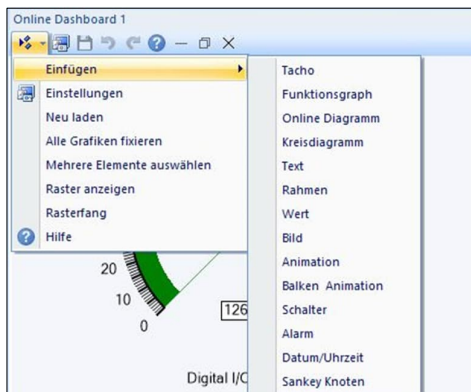 Online Dashboard 1
Einfügen
Einstellungen
Neu laden
Alle Grafiken fixieren
Mehrere Elemente auswählen
Raster anzeigen
Rasterfang
Hilfe
Tacho
Funktionsgraph
Online Diagramm
Kreisdiagramm
Text
Rahmen
Wert
Bild
Animation
Balken Animation
Schalter
Alarm
Datum/Uhrzeit
Sankey Knoten
20
10
0
126
Digital I/O